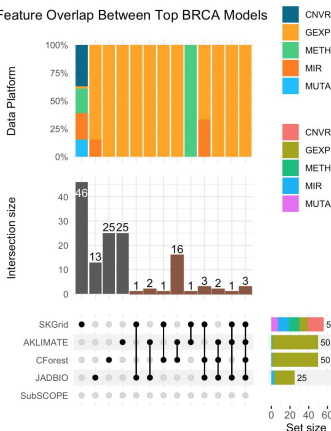 Feature Overlap Between Top BRCA Models
Data Platform
100%
75%
50%
25%
0%
CNVR
GEXP
METH
MIR
MUTA
CNVR
GEXP
METH
MIR
MUTA
Intersection size
40
30
20
10
0
46
13
25
25
1
2
1
16
1
3
2
1
3
SKGrid
AKLIMATE
CForest
JADBIO
SubSCOPE
5
50
50
25
0 20 40 60
Set size